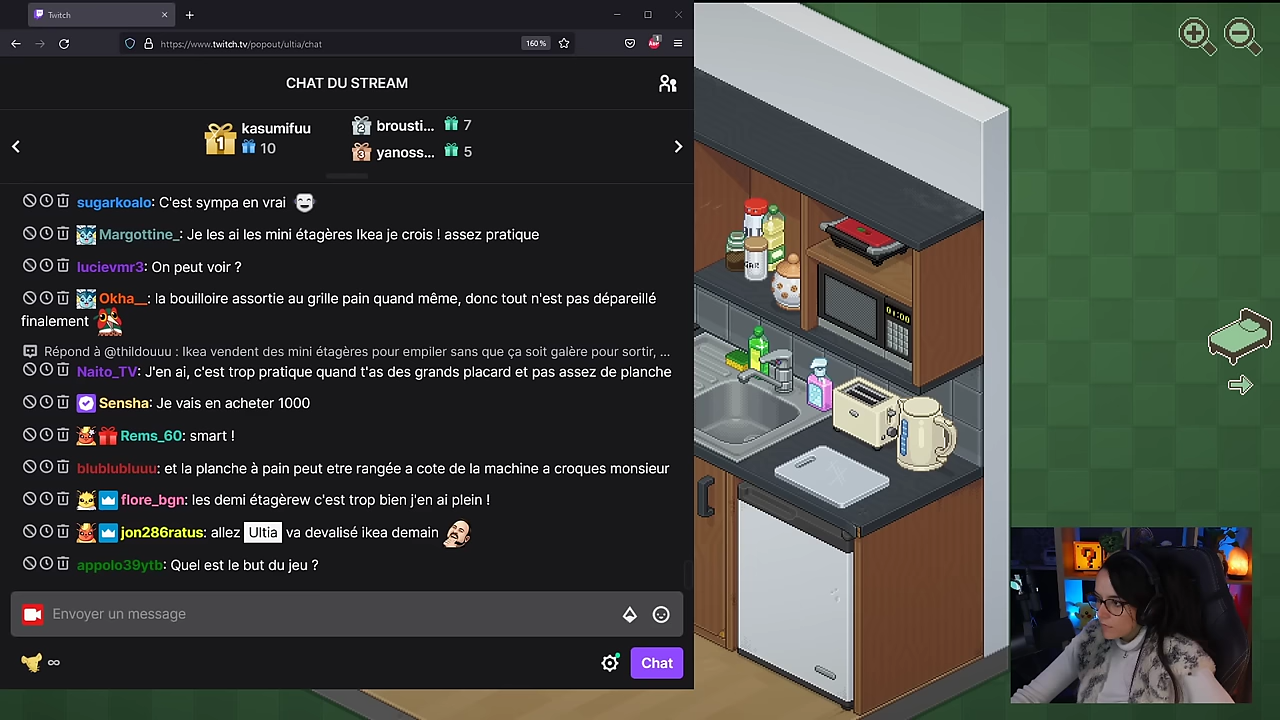 Twitch
https://www.twitch.tv/popout/ultia/chat
160 %
ABP
1
CHAT DU STREAM
1 kasumifuu
10
2 brousti... 7
3 yanoss... 5
sugarkoalo: C'est sympa en vrai
Margottine_: Je les ai les mini étagères Ikea je crois ! assez pratique
lucievmr3: On peut voir ?
Okha__: la bouilloire assortie au grille pain quand même, donc tout n'est pas dépareillé
finalement
Répond à @thildouuu : Ikea vendent des mini étagères pour empiler sans que ça soit galère pour sortir, ...
Naito_TV: J'en ai, c'est trop pratique quand t'as des grands placard et pas assez de planche
Sensha: Je vais en acheter 1000
Rems_60: smart !
blublubluuu: et la planche à pain peut etre rangée a cote de la machine a croques monsieur
flore_bgn: les demi étagèrew c'est trop bien j'en ai plein !
jon286ratus: allez Ultia va devalisé ikea demain
appolo39ytb: Quel est le but du jeu ?
Envoyer un message
∞
Chat
01:00